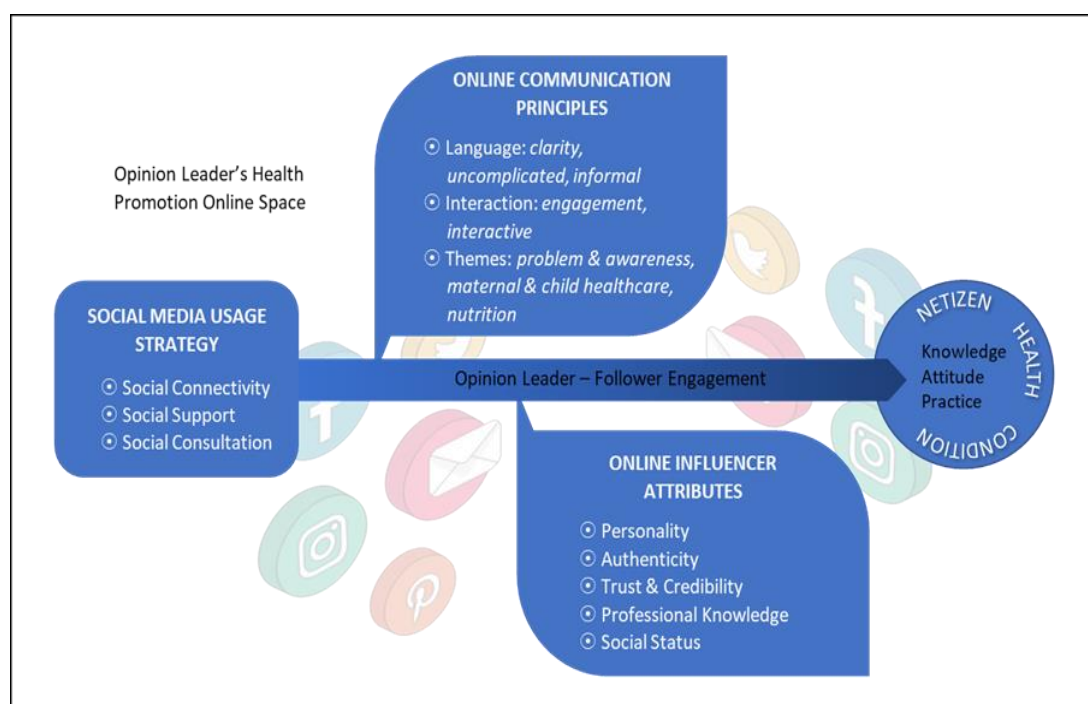 ONLINE COMMUNICATION
PRINCIPLES
Language: clarity,
uncomplicated, informal
Interaction: engagement,
interactive
Themes: problem & awareness,
maternal & child healthcare,
nutrition
Opinion Leader's Health
Promotion Online Space
SOCIAL MEDIA USAGE
STRATEGY
Social Connectivity
Social Support
Social Consultation
Opinion Leader – Follower Engagement
NETIZEN HEALTH CONDITION
Knowledge
Attitude
Practice
ONLINE INFLUENCER
ATTRIBUTES
Personality
Authenticity
Trust & Credibility
Professional Knowledge
Social Status